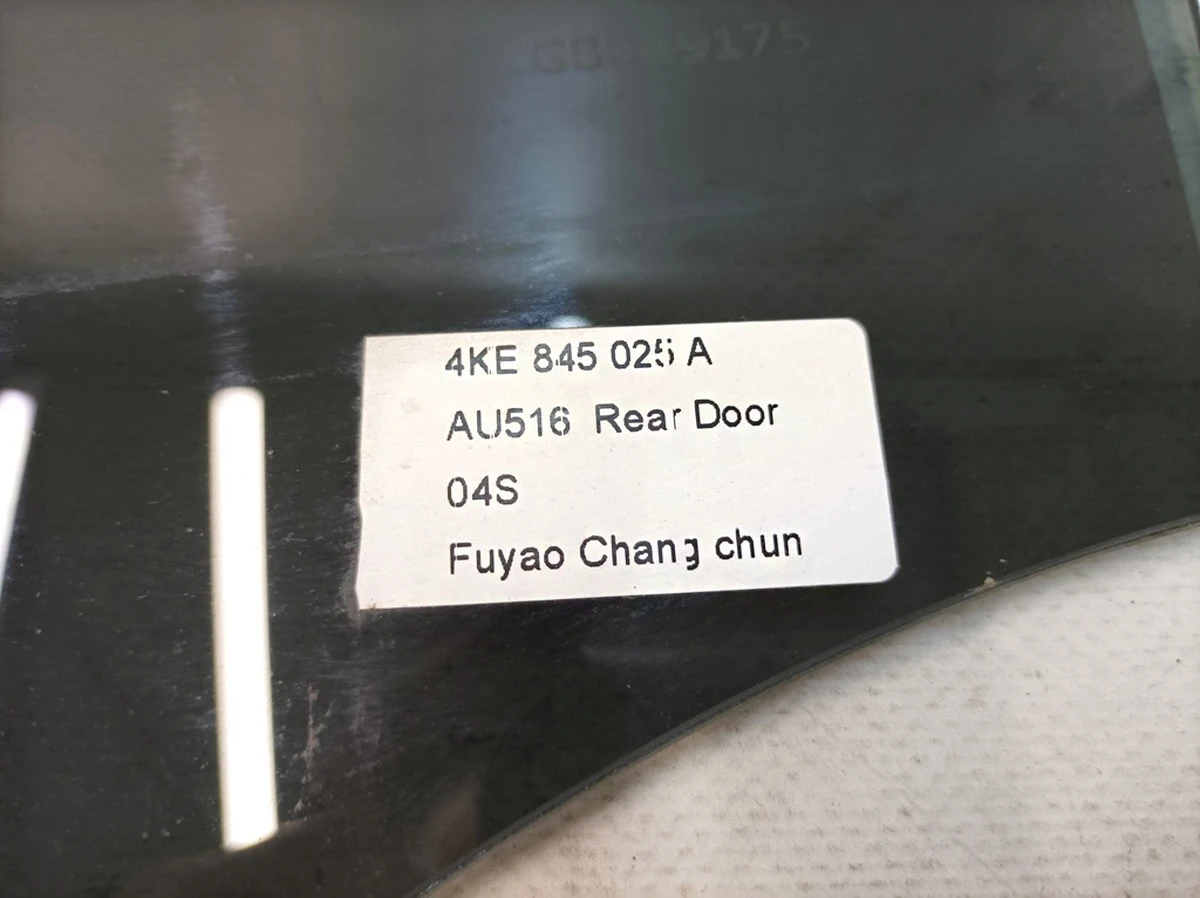 4KE 845 025 A
AU516 Rear Door
04S
Fuyao Chang chun